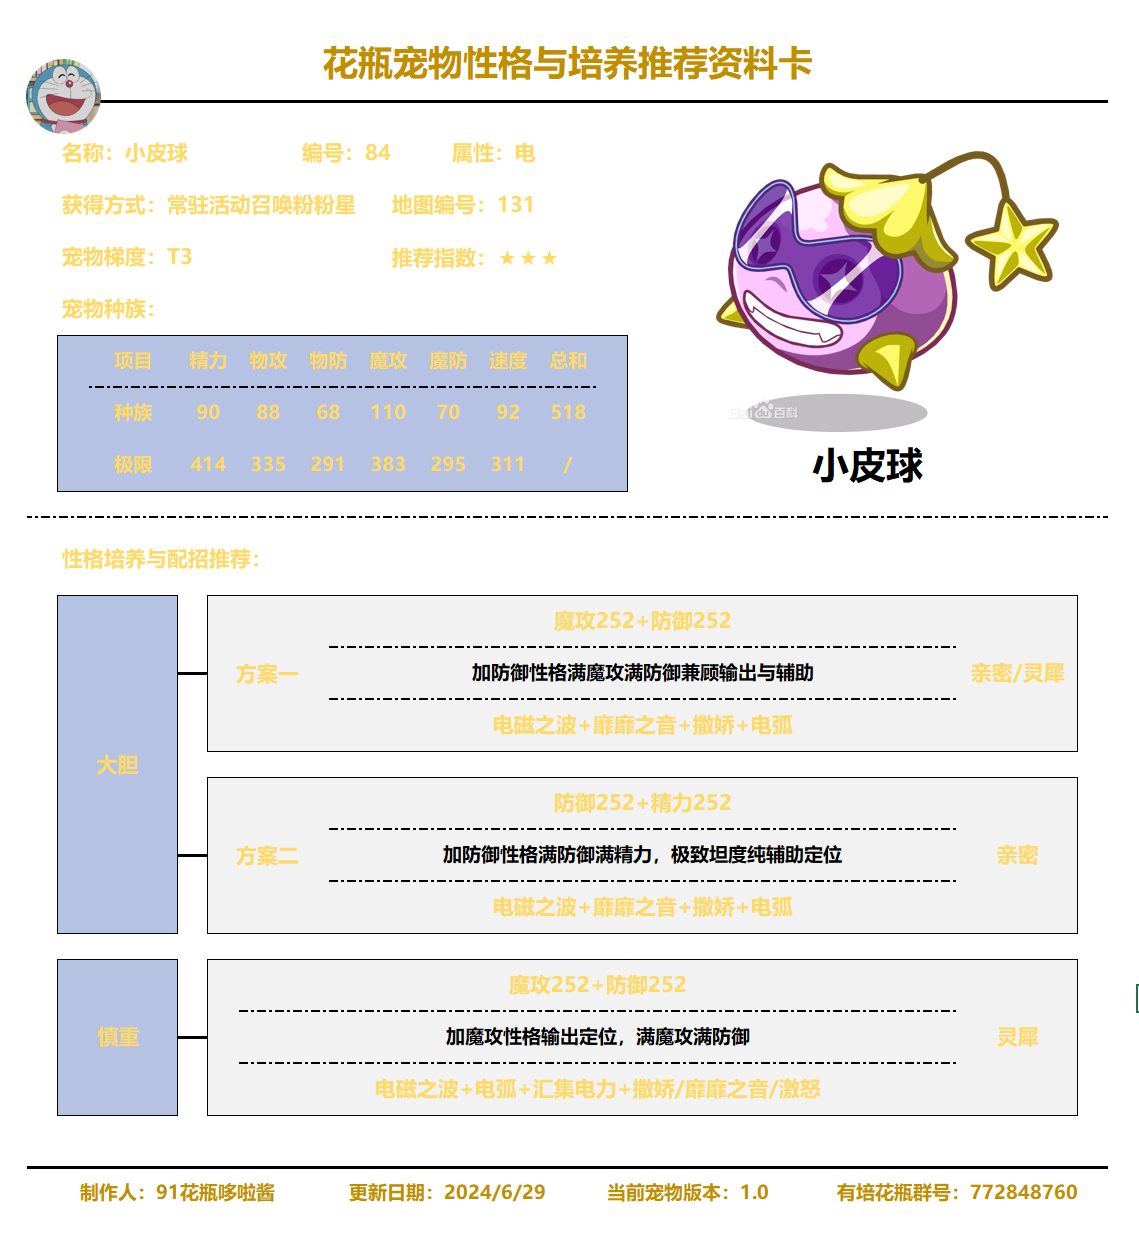 花瓶宠物性格与培养推荐资料卡
名称：小皮球 编号：84 属性：电
获得方式：常驻活动召唤粉粉星 地图编号：131
宠物梯度：T3 推荐指数：★★★
宠物种族：
项目 精力 物攻 物防 魔攻 魔防 速度 总和
种族 90 88 68 110 70 92 518
极限 414 335 291 383 295 311 /
Baidu百科
小皮球
性格培养与配招推荐：
大胆
方案一
魔攻252+防御252
加防御性格满魔攻满防御兼顾输出与辅助
电磁之波+靡靡之音+撒娇+电弧
亲密/灵犀
方案二
防御252+精力252
加防御性格满防御满精力，极致坦度纯辅助定位
电磁之波+靡靡之音+撒娇+电弧
亲密
慎重
魔攻252+防御252
加魔攻性格输出定位，满魔攻满防御
电磁之波+电弧+汇集电力+撒娇/靡靡之音/激怒
灵犀
制作人：91花瓶哆啦酱 更新日期：2024/6/29 当前宠物版本：1.0 有培花瓶群号：772848760